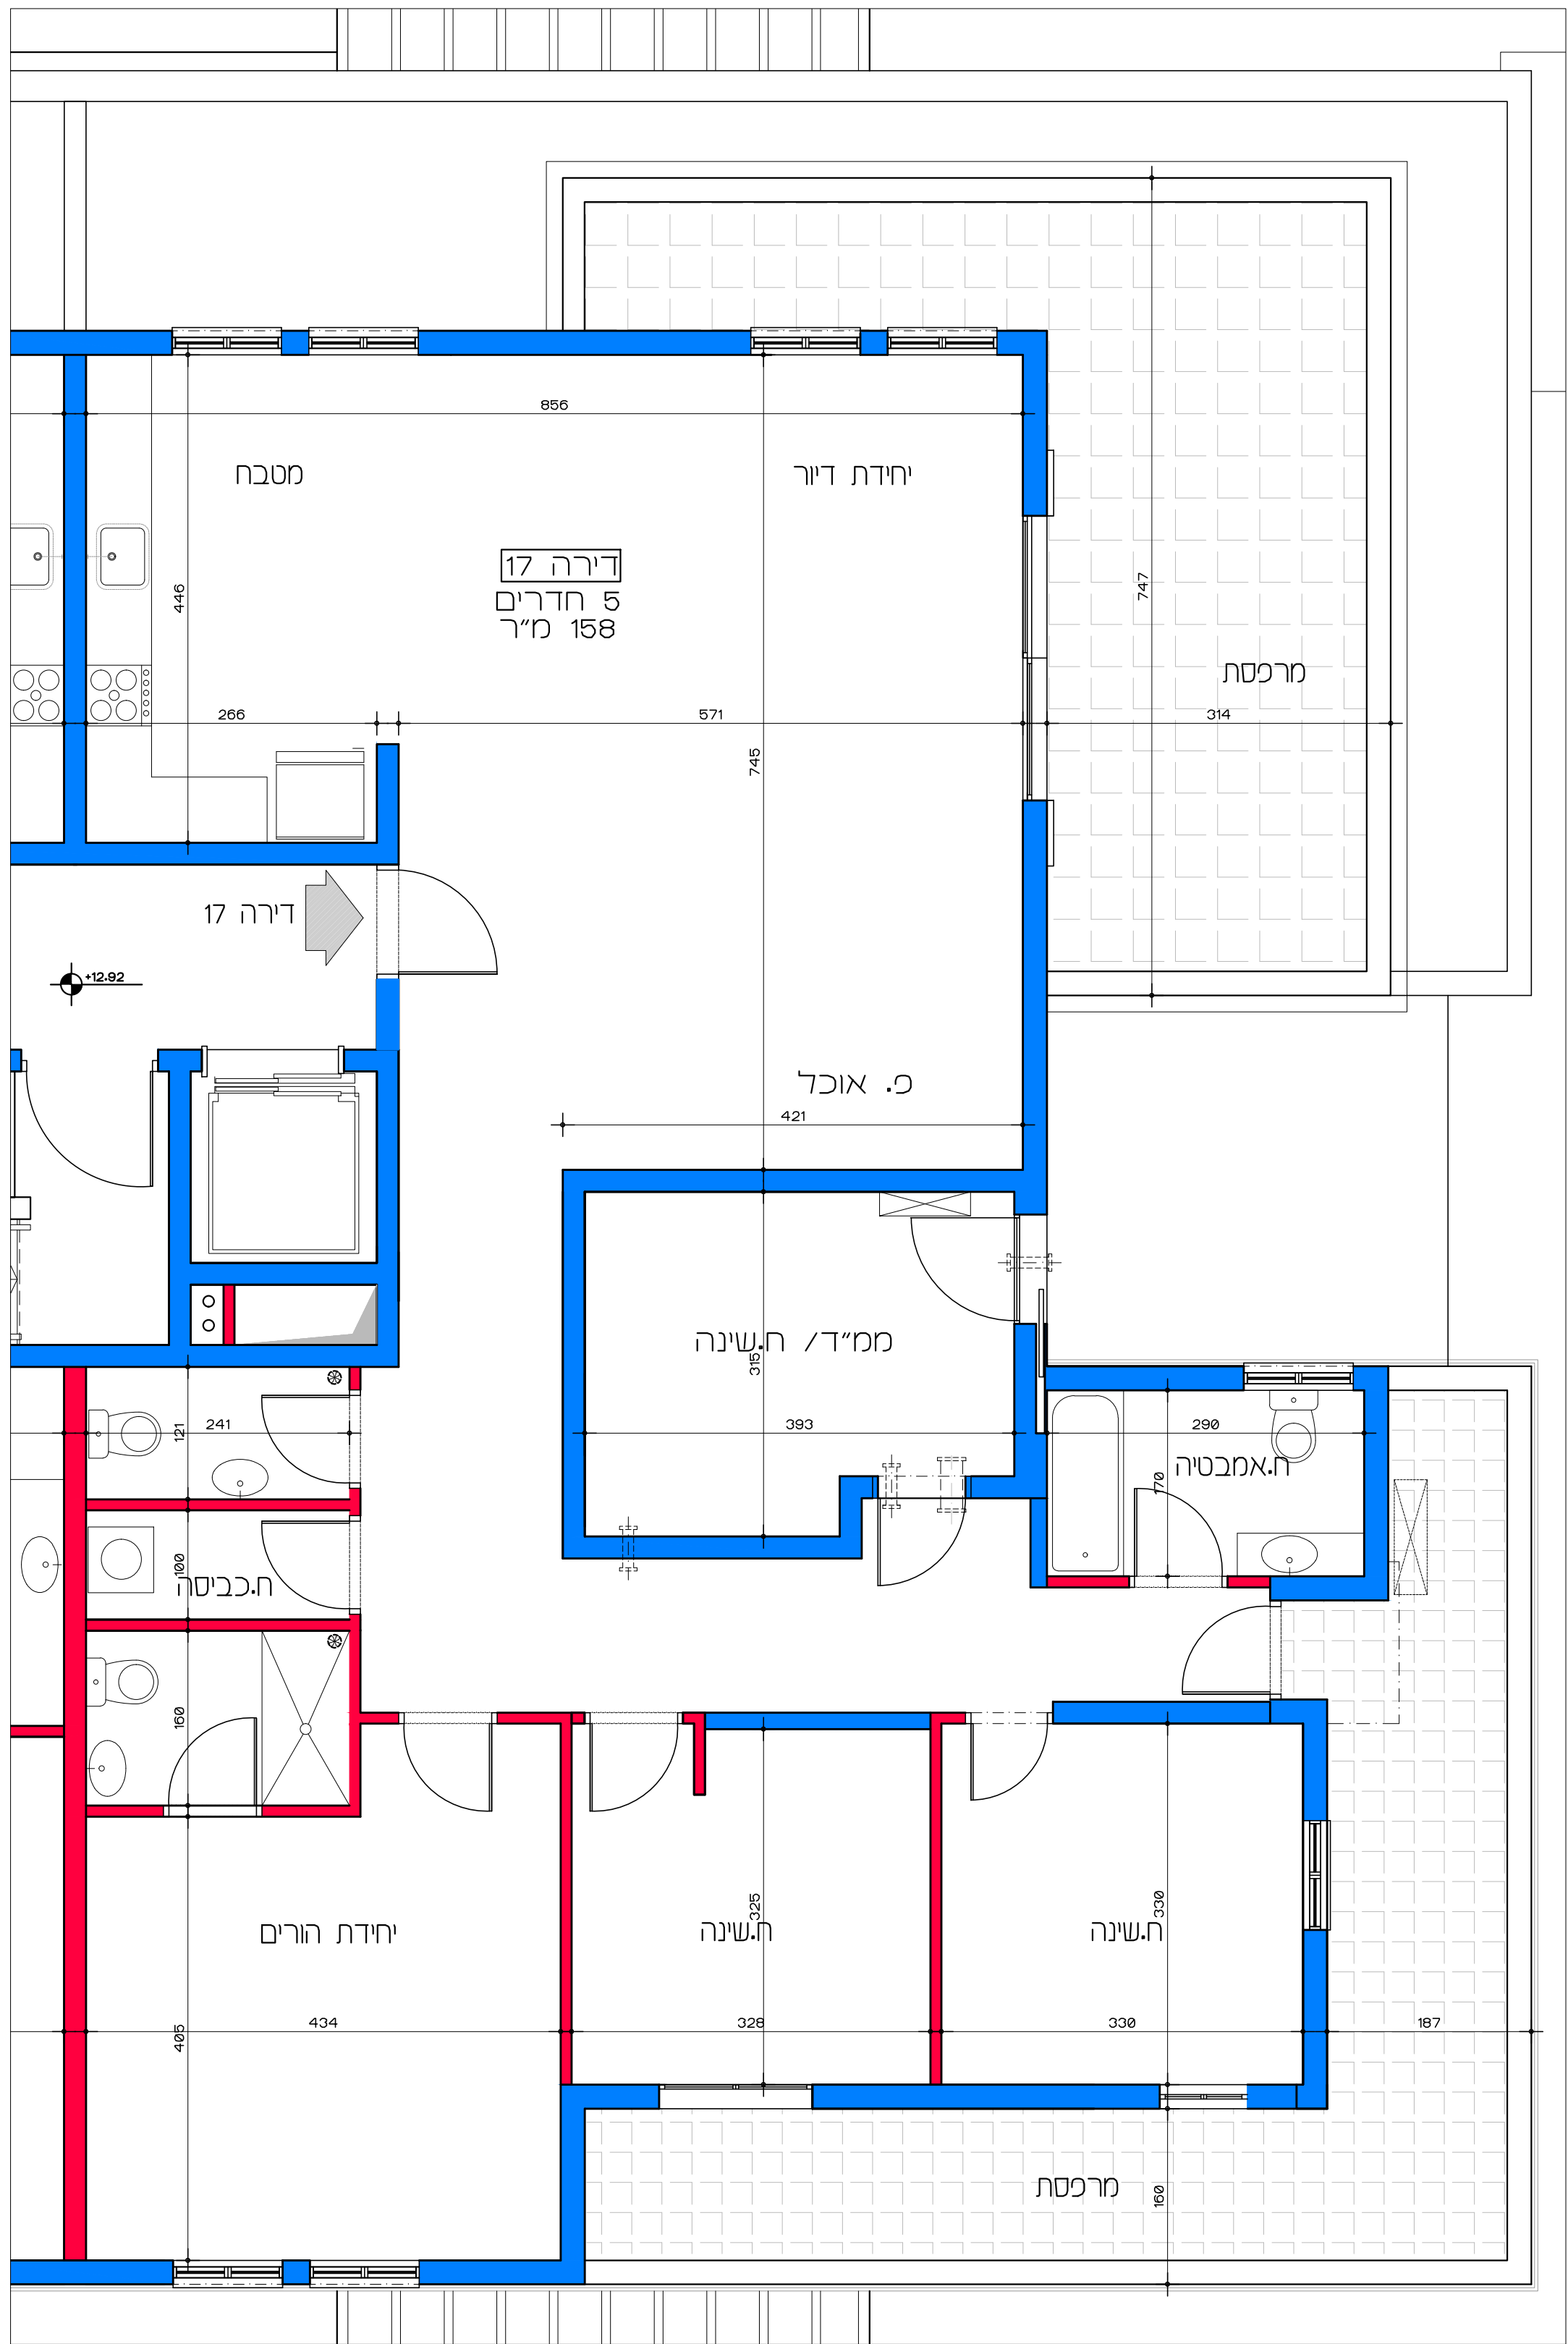 856
מטבח
יחידת דיור
דירה 17
5 חדרים
158 מ״ר
446
747
מרפסת
266
571
314
745
דירה 17
+12.92
פ. אוכל
421
ממ״ד/ ח.שינה
315
393
241
121
290
ח.אמבטיה
170
100
ח.כביסה
160
יחידת הורים
325
ח.שינה
330
ח.שינה
434
328
330
187
405
מרפסת
160